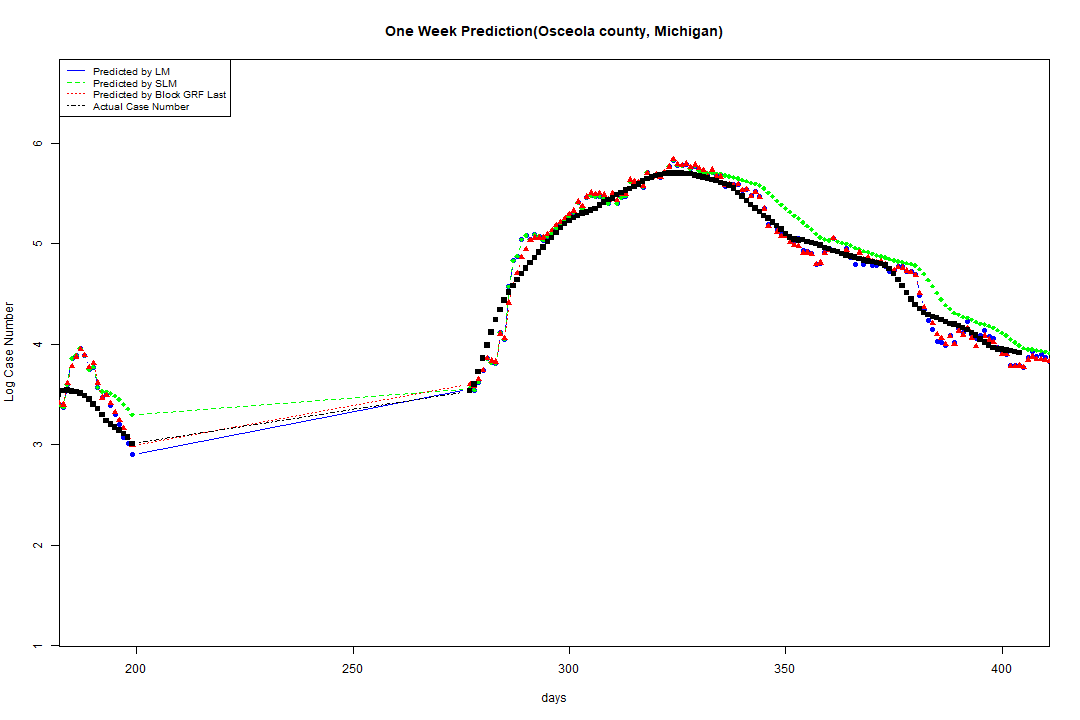 One Week Prediction(Osceola county, Michigan)
Predicted by LM
Predicted by SLM
Predicted by Block GRF Last
Actual Case Number
Log Case Number
6
5
4
3
2
1
200 250 300 350 400
days